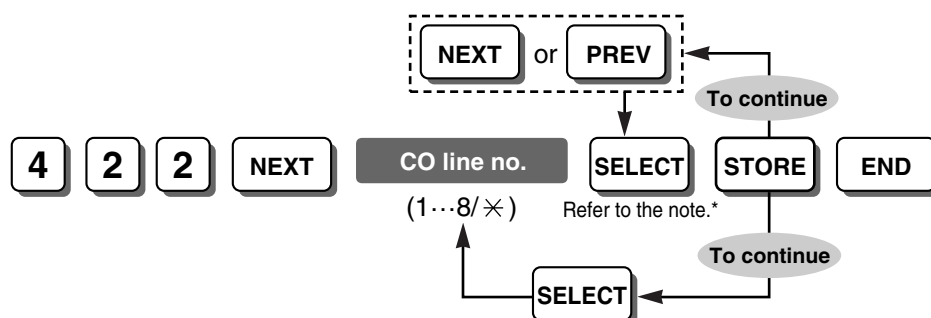 NEXT or PREV
To continue
4 2 2 NEXT CO line no. SELECT STORE END
(1···8/✳) Refer to the note.*
To continue
SELECT